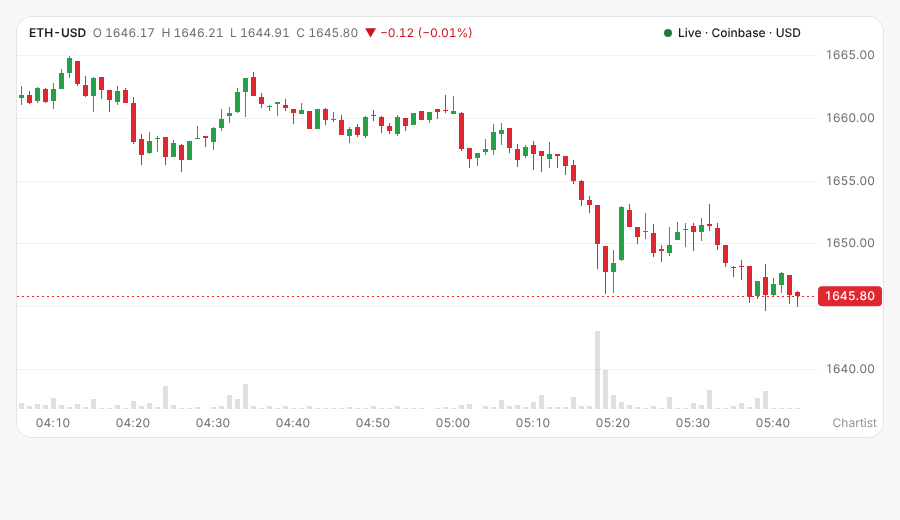 ETH-USD O 1646.17 H 1646.21 L 1644.91 C 1645.80 ▼ −0.12 (−0.01%)
Live · Coinbase · USD
1665.00
1660.00
1655.00
1650.00
1645.80
1640.00
04:10 04:20 04:30 04:40 04:50 05:00 05:10 05:20 05:30 05:40
Chartist